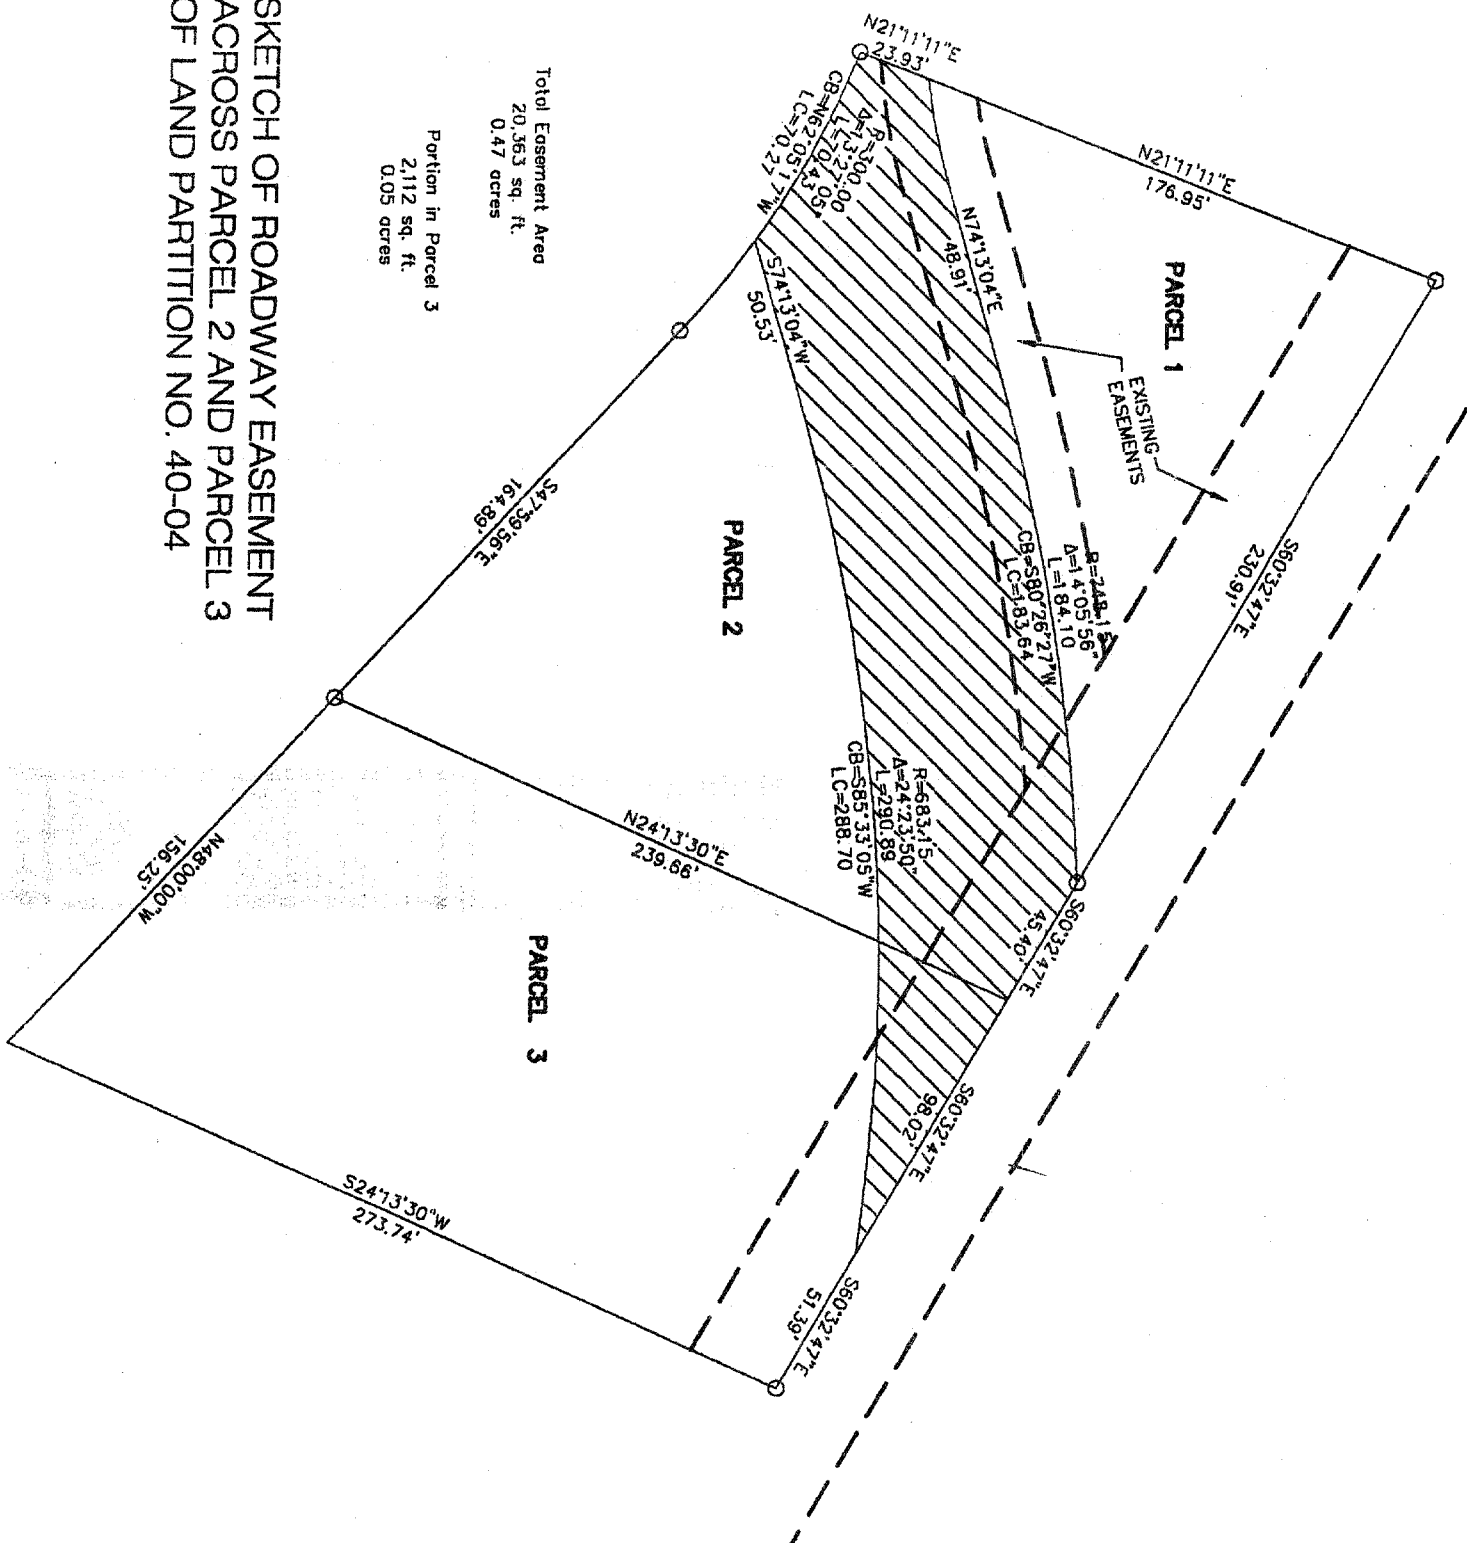 SKETCH OF ROADWAY EASEMENT
ACROSS PARCEL 2 AND PARCEL 3
OF LAND PARTITION NO. 40-04
Total Easement Area
20,363 sq. ft.
0.47 acres
Portion in Parcel 3
2,112 sq. ft.
0.05 acres
N21°11'11"E
23.93'
N21°11'11"E
176.95'
PARCEL 1
EXISTING
EASEMENTS
S60°32'47"E
230.91'
N74°13'04"E
48.91'
R=300.00
Δ=13°27'05"
L=70.43
CB=N62°05'17"W
LC=70.27
S74°13'04"W
50.53'
R=748.15
Δ=14°05'56"
L=184.10
CB=S80°26'27"W
LC=183.64
S47°59'56"E
164.89'
PARCEL 2
R=683.15
Δ=24°23'50"
L=290.89
CB=S85°33'05"W
LC=288.70
S60°32'47"E
45.40'
N24°13'30"E
239.66'
S60°32'47"E
98.02'
N48°00'00"W
156.25'
PARCEL 3
S24°13'30"W
273.74'
S60°32'47"E
51.39'